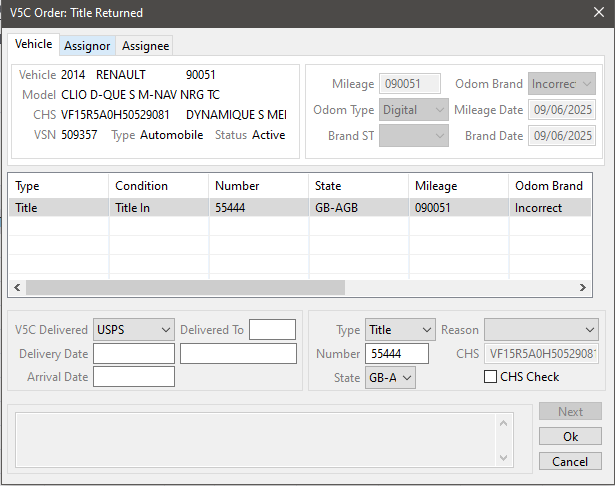 V5C Order: Title Returned
Vehicle Assignor Assignee
Vehicle 2014 RENAULT 90051
Model CLIO D-QUE S M-NAV NRG TC
CHS VF15R5A0H50529081 DYNAMIQUE S MEI
VSN 509357 Type Automobile Status Active
Mileage 090051 Odom Brand Incorrect
Odom Type Digital Mileage Date 09/06/2025
Brand ST Brand Date 09/06/2025
Type Condition Number State Mileage Odom Brand
Title Title In 55444 GB-AGB 090051 Incorrect
V5C Delivered USPS Delivered To
Delivery Date
Arrival Date
Type Title Reason
Number 55444 CHS VF15R5A0H50529081
State GB-A CHS Check
Next
Ok
Cancel